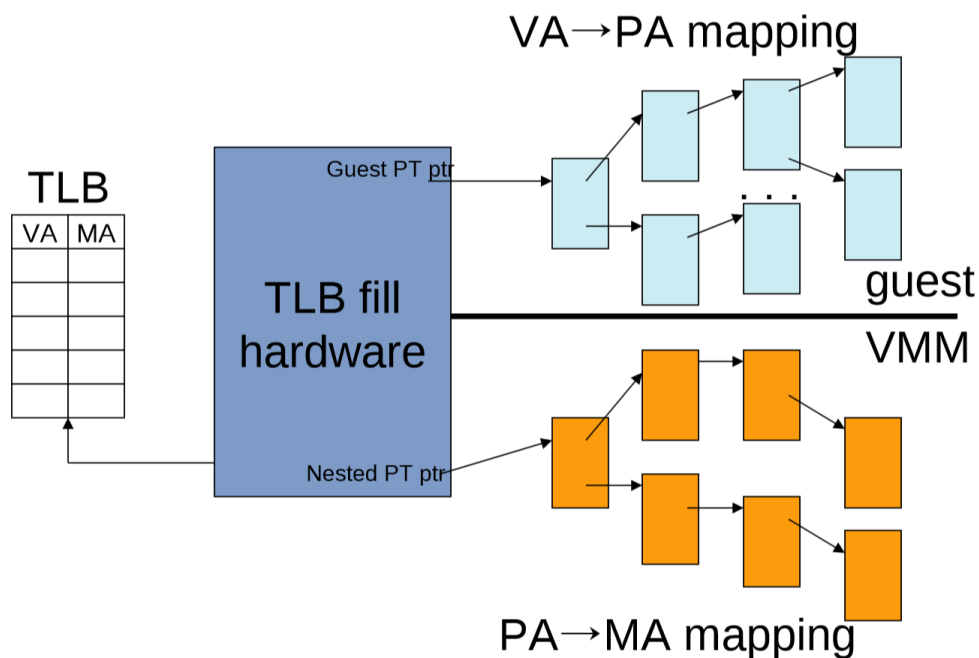 VA→PA mapping
Guest PT ptr
TLB
VA MA
. . .
TLB fill
hardware
guest
VMM
Nested PT ptr
PA→MA mapping